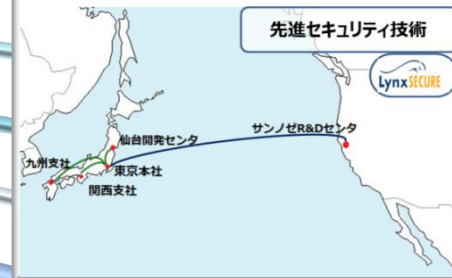 先進セキュリティ技術
LynxSECURE
仙台開発センタ
サンノゼR&Dセンタ
九州支社
東京本社
関西支社